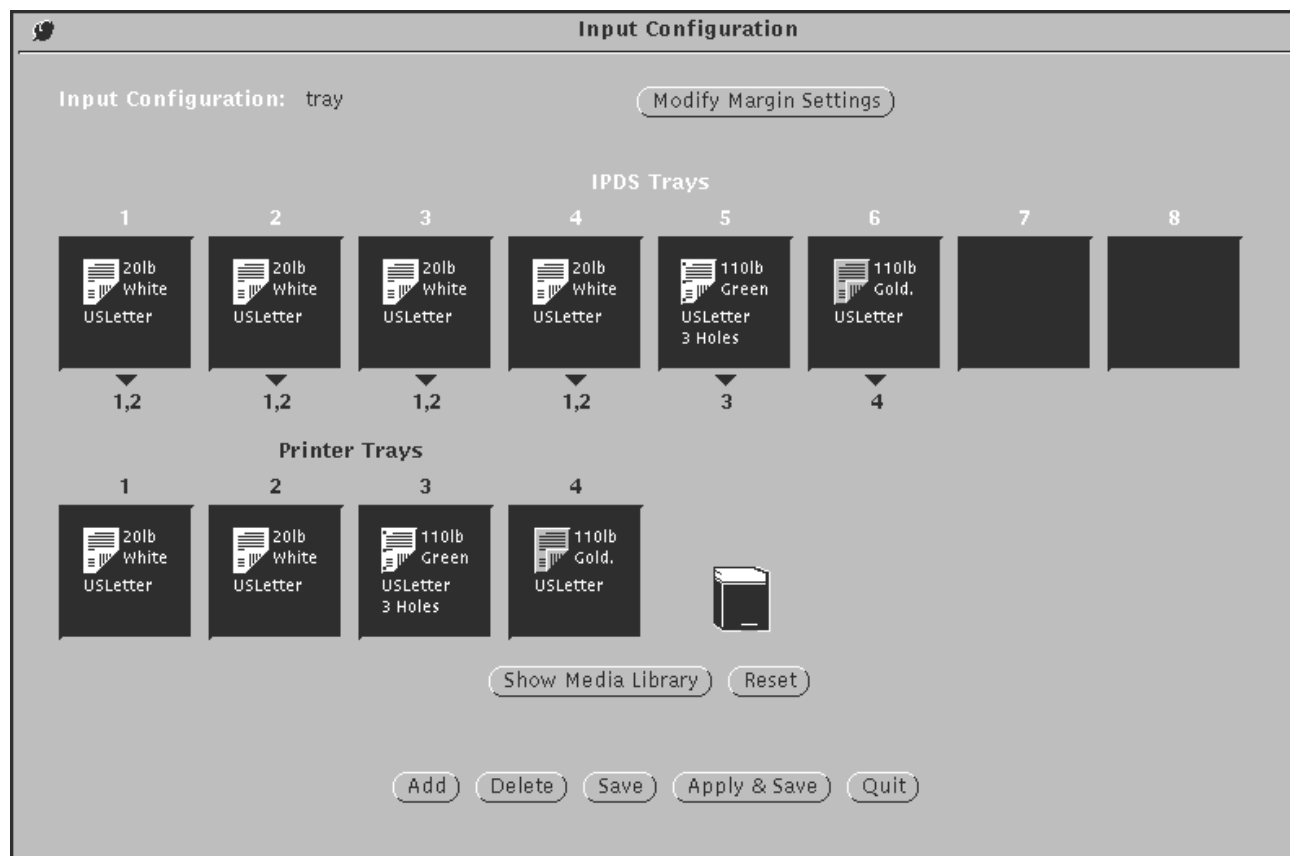 Input Configuration
Input Configuration: tray
Modify Margin Settings
IPDS Trays
1 2 3 4 5 6 7 8
20lb White USLetter
20lb White USLetter
20lb White USLetter
20lb White USLetter
110lb Green USLetter 3 Holes
110lb Gold. USLetter
1,2 1,2 1,2 1,2 3 4
Printer Trays
1 2 3 4
20lb White USLetter
20lb White USLetter
110lb Green USLetter 3 Holes
110lb Gold. USLetter
Show Media Library Reset
Add Delete Save Apply & Save Quit